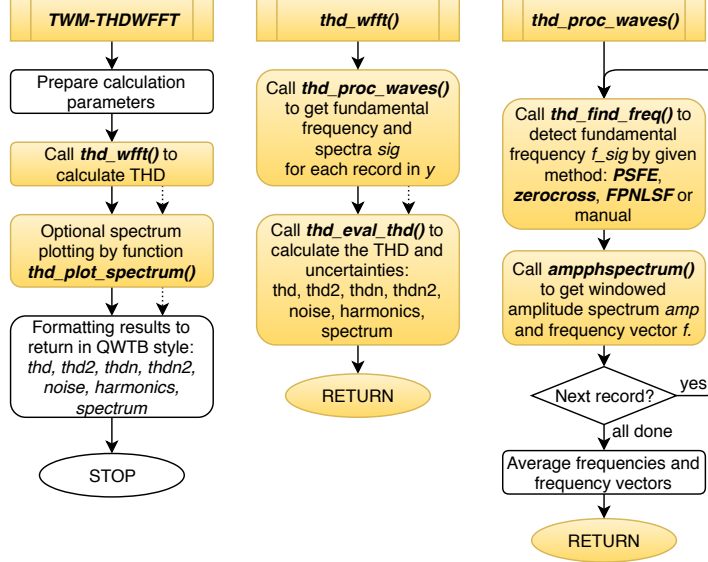 TWM-THDWFFT
Prepare calculation
parameters
Call thd_wfft() to
calculate THD
Optional spectrum
plotting by function
thd_plot_spectrum()
Formatting results to
return in QWTB style:
thd, thd2, thdn, thdn2,
noise, harmonics,
spectrum
STOP
thd_wfft()
Call thd_proc_waves()
to get fundamental
frequency and
spectra sig
for each record in y
Call thd_eval_thd() to
calculate the THD and
uncertainties:
thd, thd2, thdn, thdn2,
noise, harmonics,
spectrum
RETURN
thd_proc_waves()
Call thd_find_freq() to
detect fundamental
frequency f_sig by given
method: PSFE,
zerocross, FPNLSF or
manual
Call ampphspectrum()
to get windowed
amplitude spectrum amp
and frequency vector f.
Next record?
yes
all done
Average frequencies and
frequency vectors
RETURN